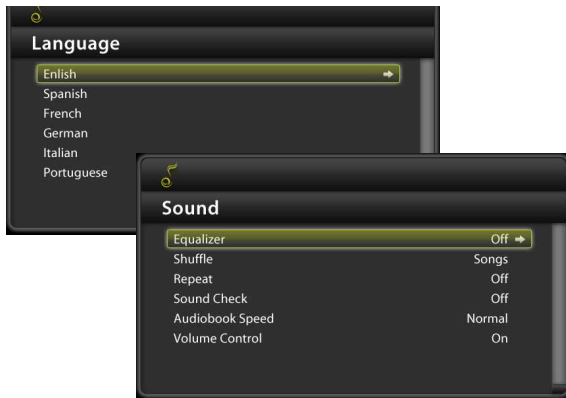 Language
Enlish
Spanish
French
German
Italian
Portuguese
Sound
Equalizer Off
Shuffle Songs
Repeat Off
Sound Check Off
Audiobook Speed Normal
Volume Control On